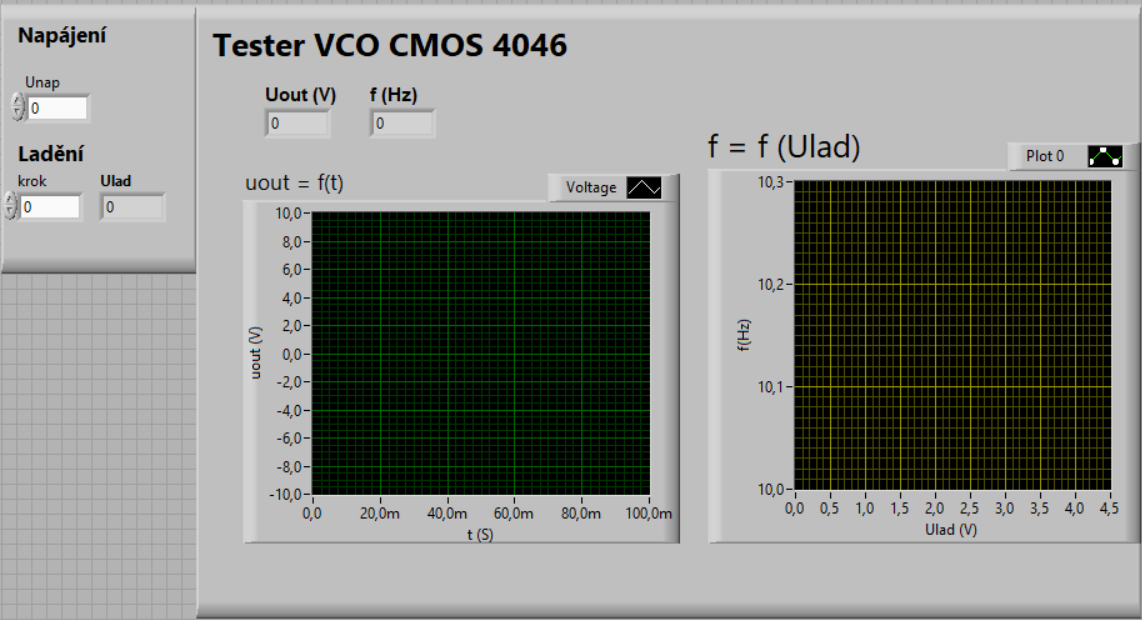 Napájení
Unap
0
Ladění
krok
Ulad
0
0
Tester VCO CMOS 4046
Uout (V)
f (Hz)
0
0
uout = f(t)
Voltage
10,0
8,0
6,0
4,0
2,0
0,0
-2,0
-4,0
-6,0
-8,0
-10,0
uout (V)
0,0 20,0m 40,0m 60,0m 80,0m 100,0m
t (S)
f = f (Ulad)
Plot 0
10,3
10,2
10,1
10,0
f(Hz)
0,0 0,5 1,0 1,5 2,0 2,5 3,0 3,5 4,0 4,5
Ulad (V)